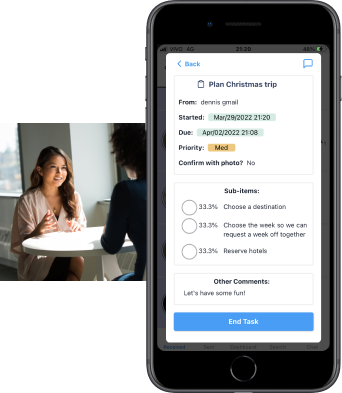 VIVO 4G 21:20 46%
Back
Plan Christmas trip
From: dennis gmail
Started: Mar/29/2022 21:20
Due: Apr/02/2022 21:08
Priority: Med
Confirm with photo? No
Sub-items:
33.3% Choose a destination
33.3% Choose the week so we can
request a week off together
33.3% Reserve hotels
Other Comments:
Let's have some fun!
End Task